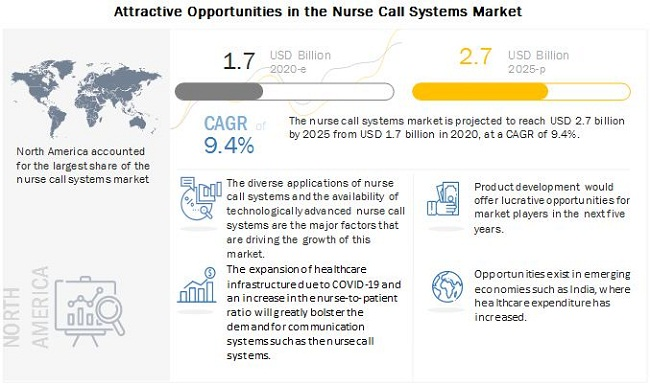 Attractive Opportunities in the Nurse Call Systems Market
North America accounted
for the largest share of the
nurse call systems market
NORTH
AMERICA
1.7
USD Billion
2020-e
2.7
USD Billion
2025-p
CAGR of
9.4%
The nurse call systems market is projected to reach USD 2.7 billion
by 2025 from USD 1.7 billion in 2020, at a CAGR of 9.4%.
The diverse applications of nurse
call systems and the availability of
technologically advanced nurse call
systems are the major factors that
are driving the growth of this
market.
Product development would
offer lucrative opportunities for
market players in the next five
years.
The expansion of healthcare
infrastructure due to COVID-19 and
an increase in the nurse-to-patient
ratio will greatly bolster the
demand for communication
systems such as the nurse call
systems.
Opportunities exist in emerging
economies such as India, where
healthcare expenditure has
increased.